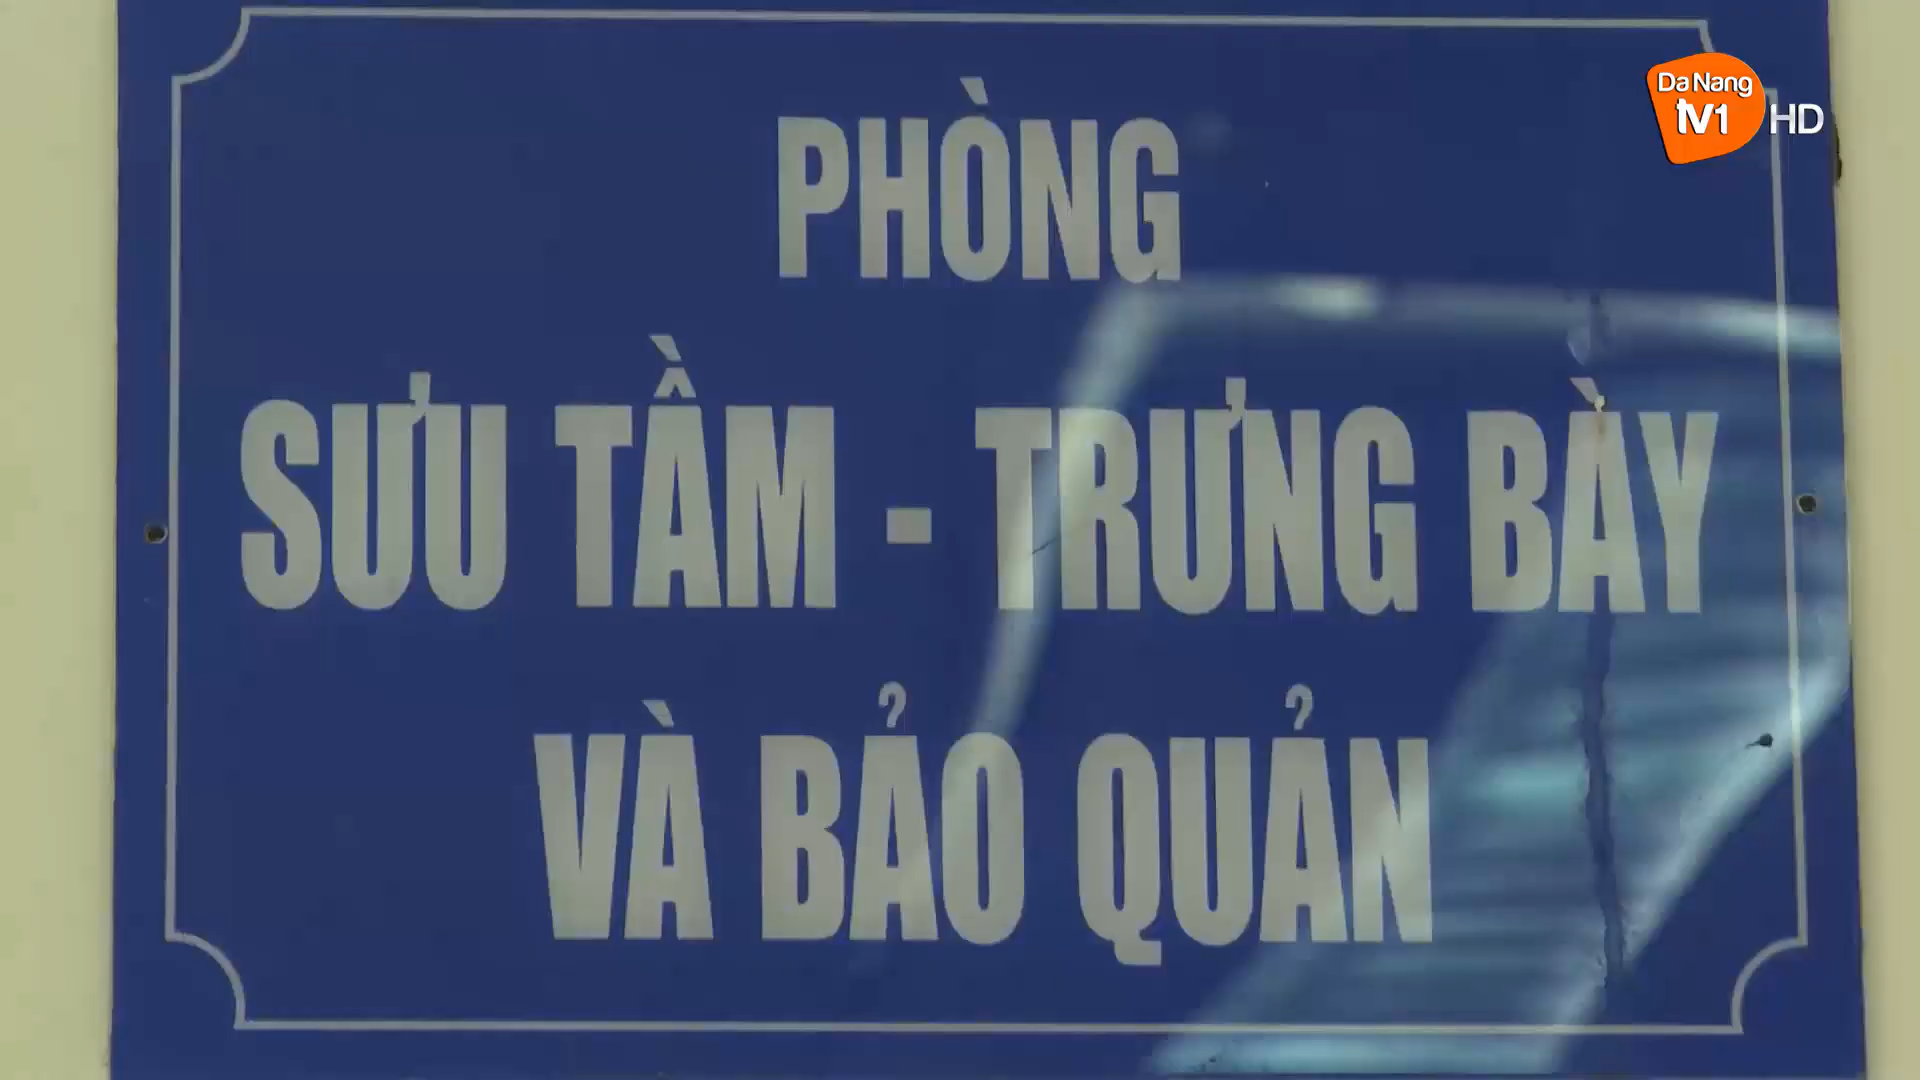 Da Nang
tv1 HD
PHÒNG
SƯU TẦM - TRƯNG BÀY
VÀ BẢO QUẢN